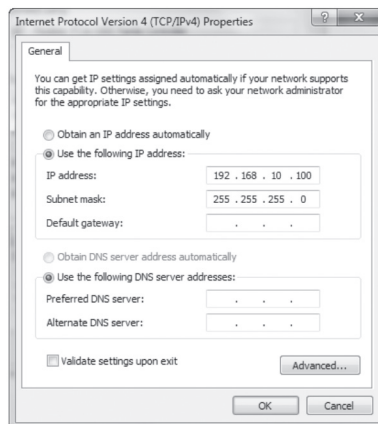 Internet Protocol Version 4 (TCP/IPv4) Properties
General
You can get IP settings assigned automatically if your network supports
this capability. Otherwise, you need to ask your network administrator
for the appropriate IP settings.
Obtain an IP address automatically
Use the following IP address:
IP address: 192 . 168 . 10 . 100
Subnet mask: 255 . 255 . 255 . 0
Default gateway: . . .
Obtain DNS server address automatically
Use the following DNS server addresses:
Preferred DNS server: . . .
Alternate DNS server: . . .
Validate settings upon exit
Advanced...
OK Cancel